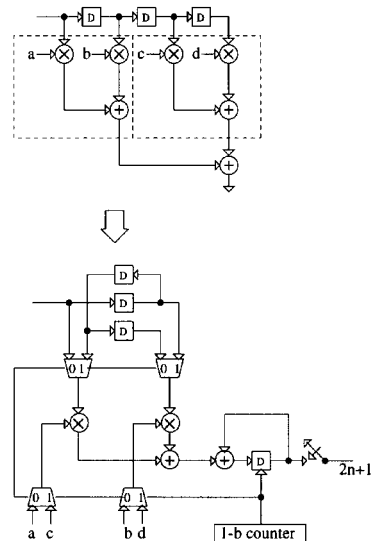 D D D
a b c d
D
D
D
0 1 0 1
D
2n+1
0 1 0 1
a c b d
1-b counter